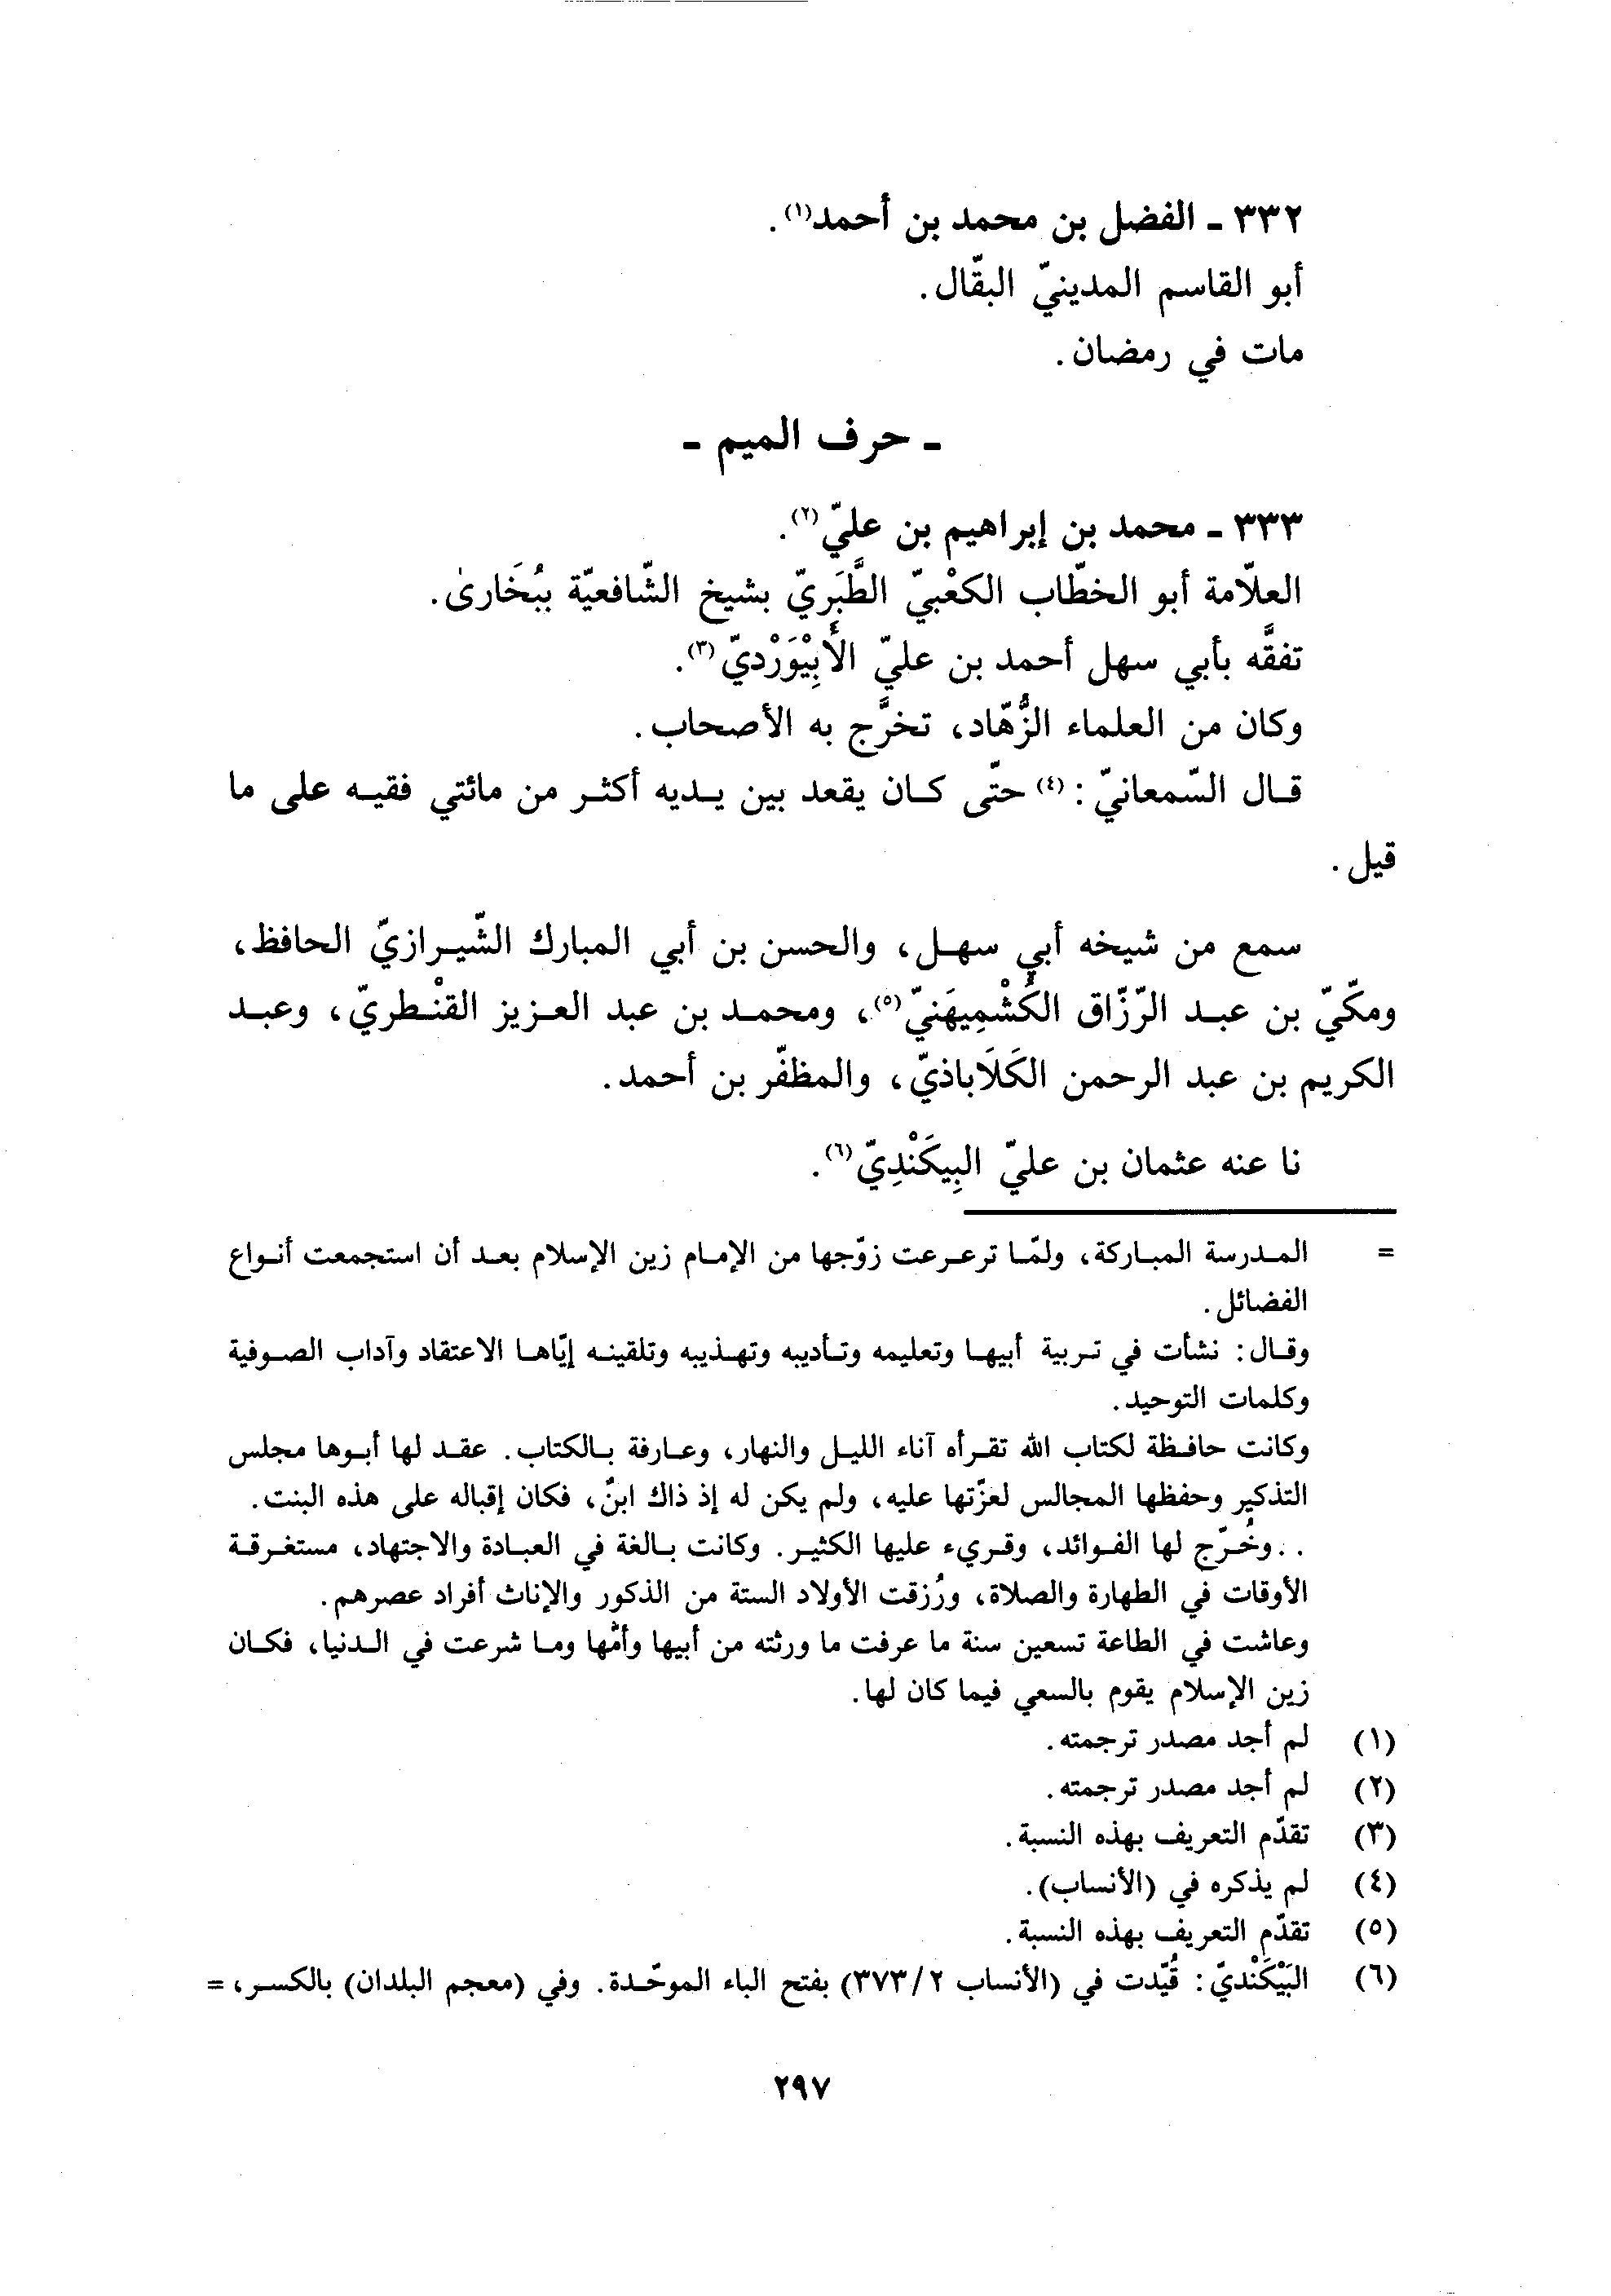 ٣٣٢ ـ الفضل بن محمد بن أحمد(١).
أبو القاسم المدينيّ البقّال.
مات في رمضان.
ـ حرف الميم ـ
٣٣٣ ـ محمد بن إبراهيم بن عليّ(٢).
العلّامة أبو الخطّاب الكعْبيّ الطَّبَريّ بشيخ الشّافعيّة ببُخَارىٰ.
تفقَّه بأبي سهل أحمد بن عليّ الأَبِيْوَرْديّ(٣).
وكان من العلماء الزُّهّاد، تخرَّج به الأصحاب.
قال السّمعانيّ:(٤) حتّى كان يقعد بين يديه أكثر من مائتي فقيه على ما
قيل.
سمع من شيخه أبي سهل، والحسن بن أبي المبارك الشّيرازيّ الحافظ،
ومكّيّ بن عبد الرّزّاق الكُشْمِيهَنيّ(٥)، ومحمد بن عبد العزيز القنْطريّ، وعبد
الكريم بن عبد الرحمن الكَلَاباذيّ، والمظفّر بن أحمد.
نا عنه عثمان بن عليّ البِيكَنْدِيّ(٦).
= المدرسة المباركة، ولمّا ترعرعت زوّجها من الإمام زين الإسلام بعد أن استجمعت أنواع
الفضائل.
وقال: نشأت في تربية أبيها وتعليمه وتأديبه وتهذيبه وتلقينه إيّاها الاعتقاد وآداب الصوفية
وكلمات التوحيد.
وكانت حافظة لكتاب الله تقرأه آناء الليل والنهار، وعارفة بالكتاب. عقد لها أبوها مجلس
التذكير وحفظها المجالس لعزّتها عليه، ولم يكن له إذ ذاك ابنٌ، فكان إقباله على هذه البنت.
. . وخُرّج لها الفوائد، وقريء عليها الكثير. وكانت بالغة في العبادة والاجتهاد، مستغرقة
الأوقات في الطهارة والصلاة، ورُزقت الأولاد الستة من الذكور والإناث أفراد عصرهم.
وعاشت في الطاعة تسعين سنة ما عرفت ما ورثته من أبيها وأمّها وما شرعت في الدنيا، فكان
زين الإسلام يقوم بالسعي فيما كان لها.
(١) لم أجد مصدر ترجمته.
(٢) لم أجد مصدر ترجمته.
(٣) تقدّم التعريف بهذه النسبة.
(٤) لم يذكره في (الأنساب).
(٥) تقدّم التعريف بهذه النسبة.
(٦) البَيْكَنْديّ: قُيّدت في (الأنساب ٣٧٣/٢) بفتح الباء الموحّدة. وفي (معجم البلدان) بالكسر، =
٢٩٧